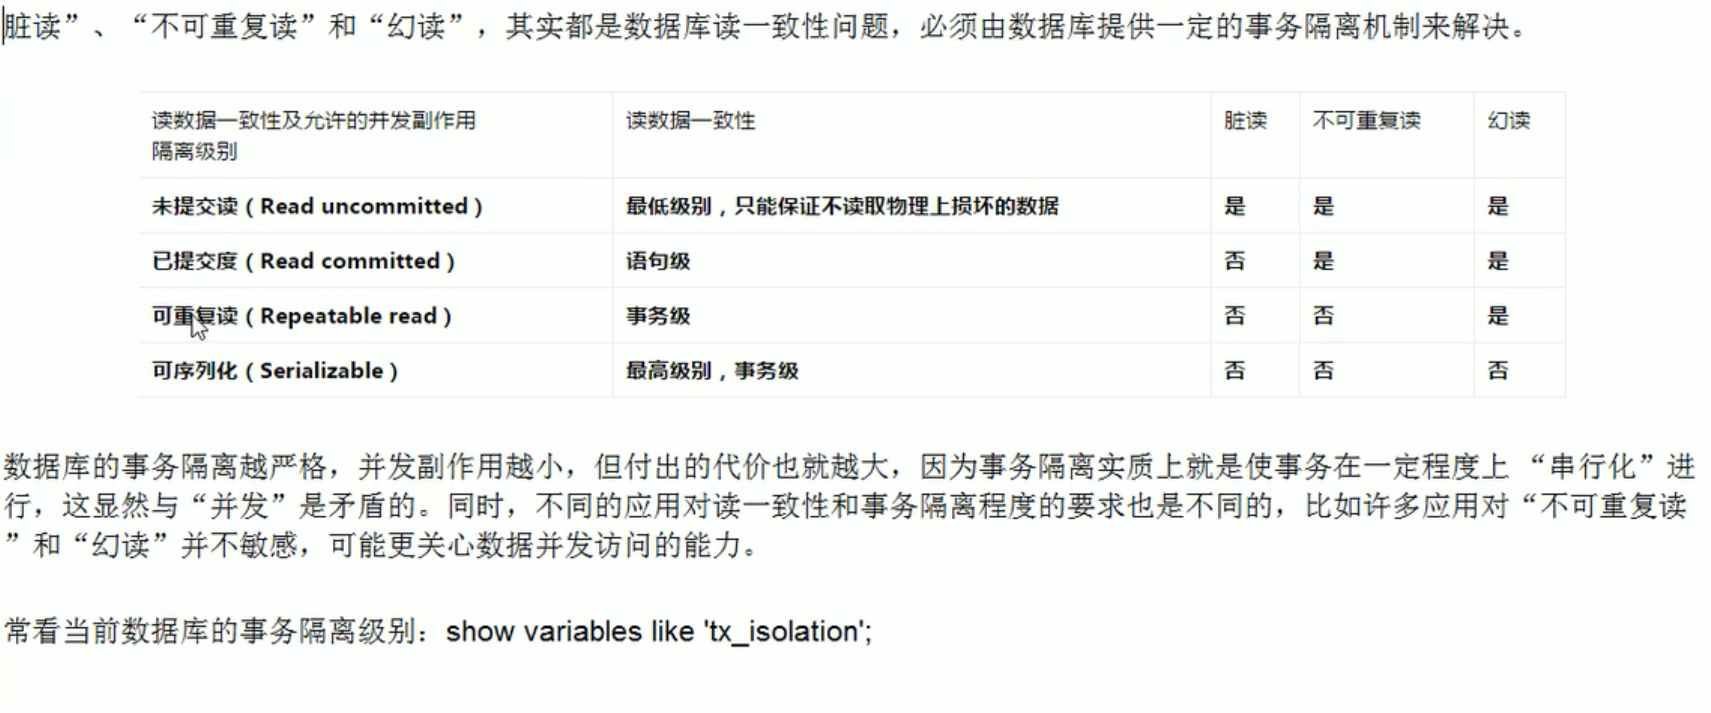 脏读”、“不可重复读”和“幻读”，其实都是数据库读一致性问题，必须由数据库提供一定的事务隔离机制来解决。
读数据一致性及允许的并发副作用 读数据一致性 脏读 不可重复读 幻读
隔离级别
未提交读（Read uncommitted） 最低级别，只能保证不读取物理上损坏的数据 是 是 是
已提交度（Read committed） 语句级 否 是 是
可重复读（Repeatable read） 事务级 否 否 是
可序列化（Serializable） 最高级别，事务级 否 否 否
数据库的事务隔离越严格，并发副作用越小，但付出的代价也就越大，因为事务隔离实质上就是使事务在一定程度上 “串行化”进
行，这显然与“并发”是矛盾的。同时，不同的应用对读一致性和事务隔离程度的要求也是不同的，比如许多应用对“不可重复读
”和“幻读”并不敏感，可能更关心数据并发访问的能力。
常看当前数据库的事务隔离级别：show variables like 'tx_isolation';